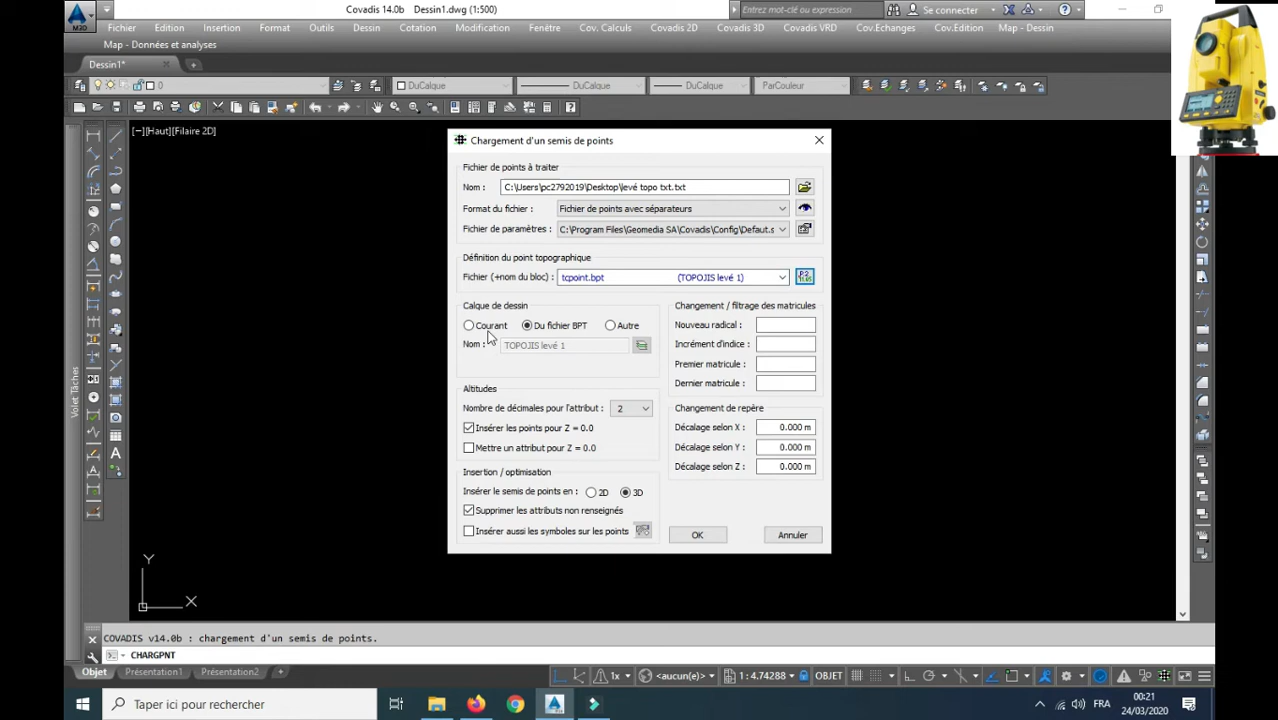 Covadis 14.0b    Dessin1.dwg (1:500)
Entrez mot-clé ou expression
Se connecter
Fichier Edition Insertion Format Outils Dessin Cotation Modification Fenêtre Cov. Calculs Covadis 2D Covadis 3D Covadis VRD Cov.Echanges Cov.Edition Map - Dessin
Map - Données et analyses
Dessin1*
0
DuCalque
DuCalque
DuCalque
ParCouleur
[−][Haut][Filaire 2D]
Volet Tâches
Chargement d'un semis de points
Fichier de points à traiter
Nom : C:\Users\pc2792019\Desktop\levé topo txt.txt
Format du fichier : Fichier de points avec séparateurs
Fichier de paramètres : C:\Program Files\Geomedia SA\Covadis\Config\Defaut.s
Définition du point topographique
Fichier (+nom du bloc) : tcpoint.bpt (TOPOJIS levé 1)
Calque de dessin
Courant Du fichier BPT Autre
Nom : TOPOJIS levé 1
Changement / filtrage des matricules
Nouveau radical :
Incrément d'indice :
Premier matricule :
Dernier matricule :
Altitudes
Nombre de décimales pour l'attribut : 2
Insérer les points pour Z = 0.0
Mettre un attribut pour Z = 0.0
Changement de repère
Décalage selon X : 0.000 m
Décalage selon Y : 0.000 m
Décalage selon Z : 0.000 m
Insertion / optimisation
Insérer le semis de points en : 2D 3D
Supprimer les attributs non renseignés
Insérer aussi les symboles sur les points
OK
Annuler
Y
X
COVADIS v14.0b : chargement d'un semis de points.
CHARGPNT
Objet Présentation1 Présentation2 +
1x
<aucun(e)>
1 : 4.74288
OBJET
Taper ici pour rechercher
FRA
00:21
24/03/2020